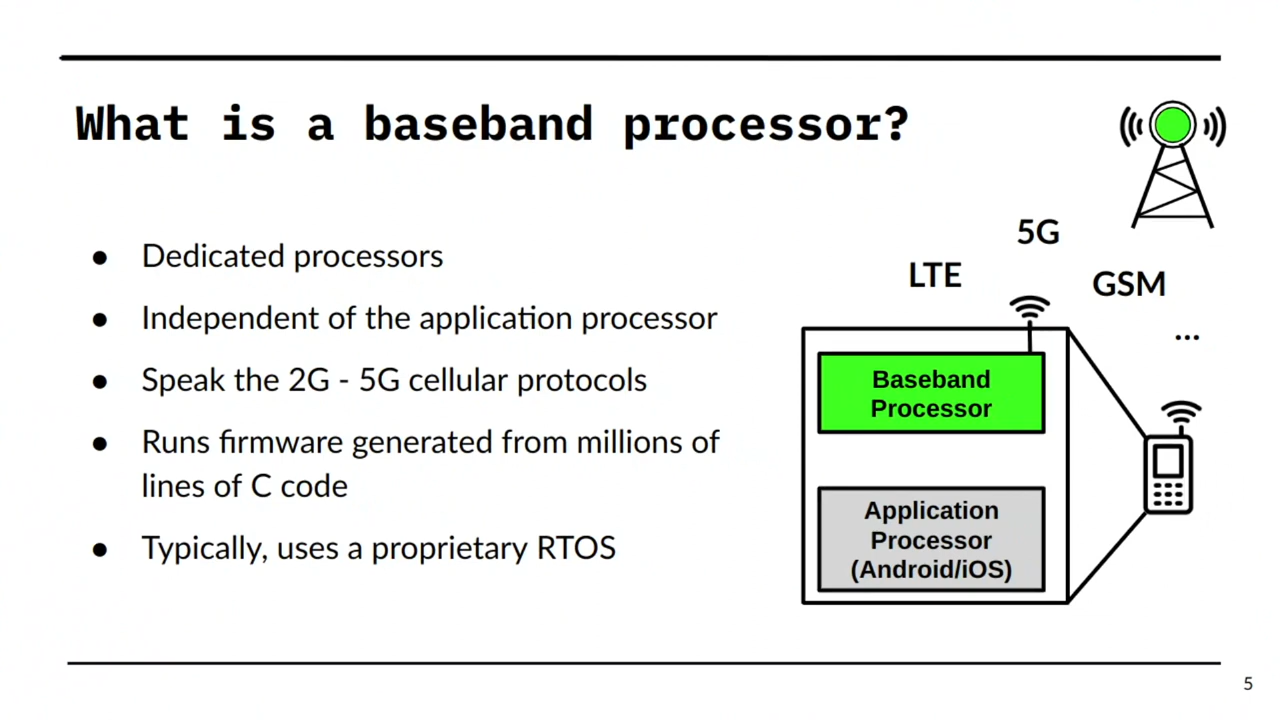 What is a baseband processor?
● Dedicated processors
● Independent of the application processor
● Speak the 2G - 5G cellular protocols
● Runs firmware generated from millions of
lines of C code
● Typically, uses a proprietary RTOS
5G
LTE
GSM
...
Baseband
Processor
Application
Processor
(Android/iOS)
5